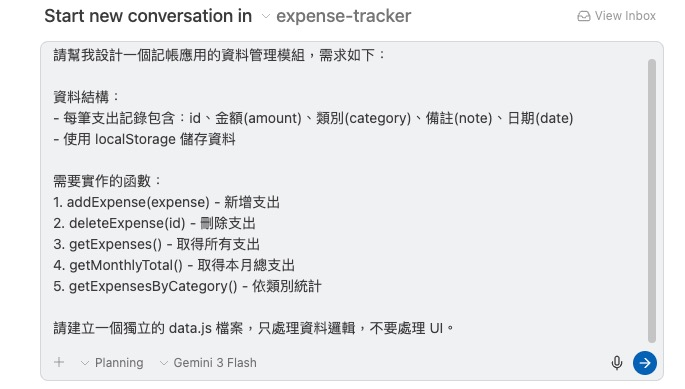 Start new conversation in expense-tracker View Inbox
請幫我設計一個記帳應用的資料管理模組，需求如下：
資料結構：
- 每筆支出記錄包含：id、金額(amount)、類別(category)、備註(note)、日期(date)
- 使用 localStorage 儲存資料
需要實作的函數：
1. addExpense(expense) - 新增支出
2. deleteExpense(id) - 刪除支出
3. getExpenses() - 取得所有支出
4. getMonthlyTotal() - 取得本月總支出
5. getExpensesByCategory() - 依類別統計
請建立一個獨立的 data.js 檔案，只處理資料邏輯，不要處理 UI。
Planning Gemini 3 Flash